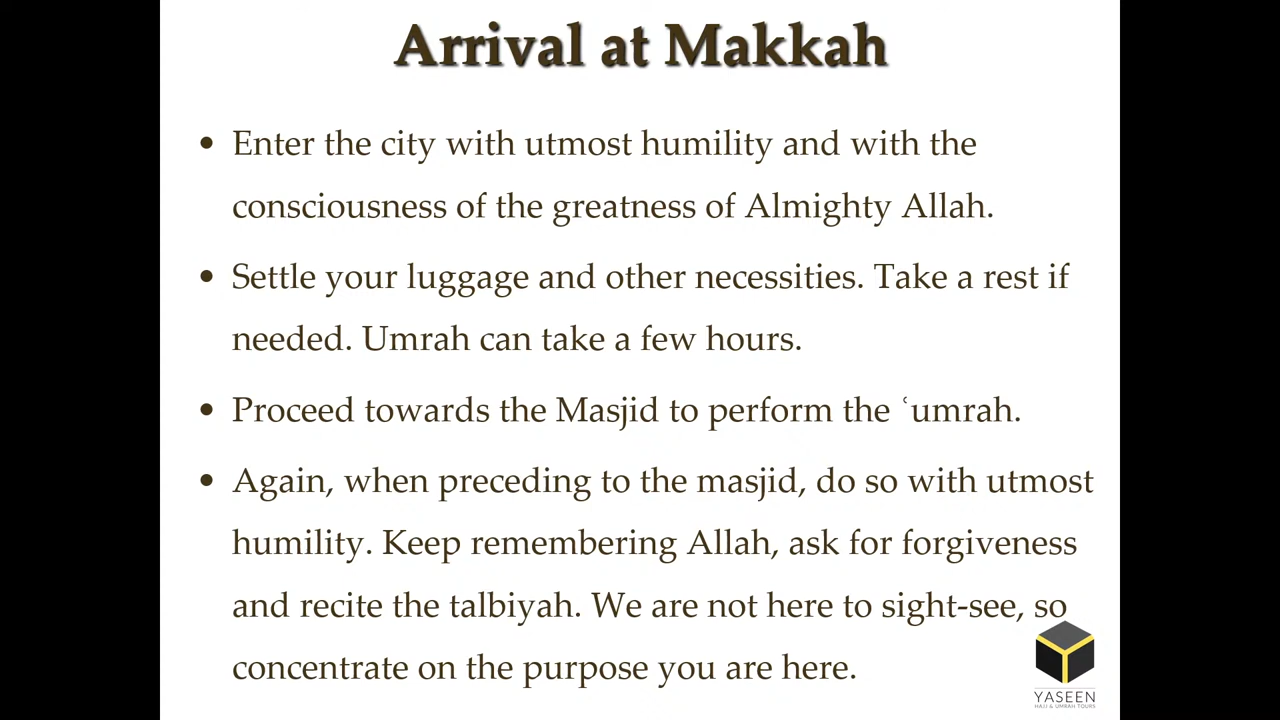 Arrival at Makkah
• Enter the city with utmost humility and with the
consciousness of the greatness of Almighty Allah.
• Settle your luggage and other necessities. Take a rest if
needed. Umrah can take a few hours.
• Proceed towards the Masjid to perform the ʿumrah.
• Again, when preceding to the masjid, do so with utmost
humility. Keep remembering Allah, ask for forgiveness
and recite the talbiyah. We are not here to sight-see, so
concentrate on the purpose you are here.
YASEEN
HAJJ & UMRAH TOURS